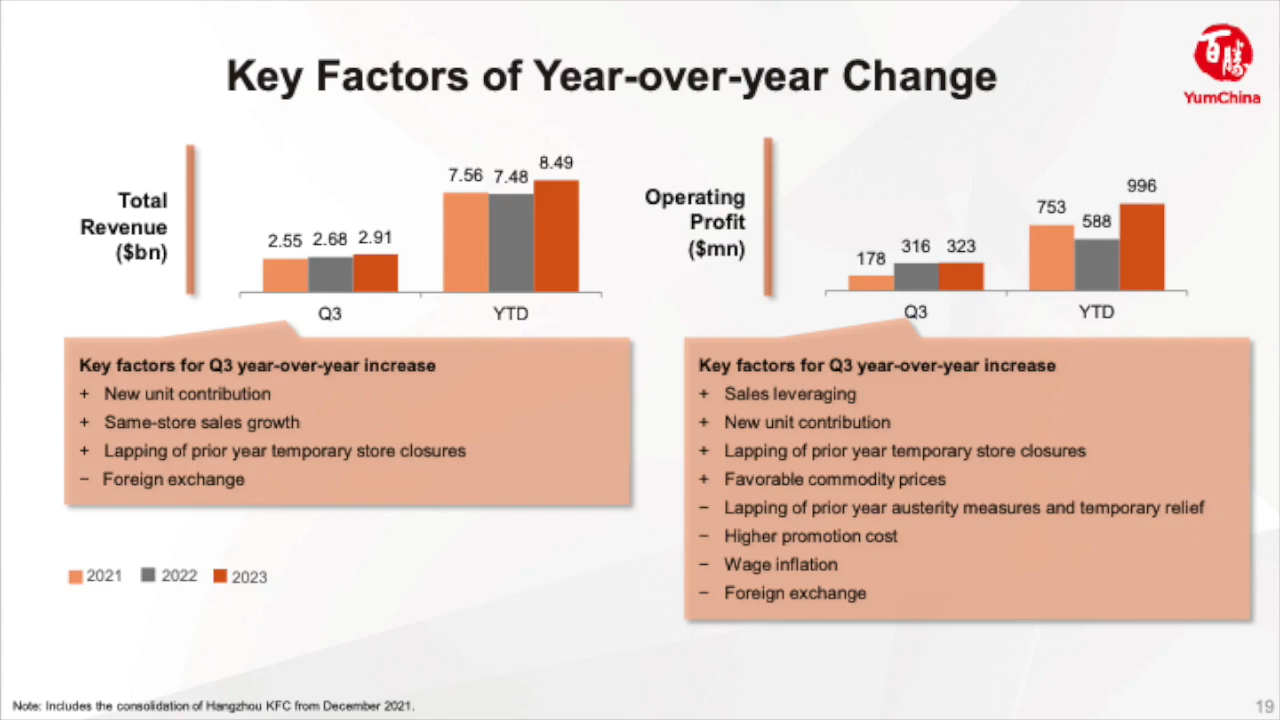 Key Factors of Year-over-year Change
百勝
YumChina
Total
Revenue
($bn)
2.55 2.68 2.91
7.56 7.48 8.49
Q3 YTD
Operating
Profit
($mn)
178 316 323
753 588 996
Q3 YTD
Key factors for Q3 year-over-year increase
+ New unit contribution
+ Same-store sales growth
+ Lapping of prior year temporary store closures
− Foreign exchange
Key factors for Q3 year-over-year increase
+ Sales leveraging
+ New unit contribution
+ Lapping of prior year temporary store closures
+ Favorable commodity prices
− Lapping of prior year austerity measures and temporary relief
− Higher promotion cost
− Wage inflation
− Foreign exchange
2021 2022 2023
Note: Includes the consolidation of Hangzhou KFC from December 2021.
19